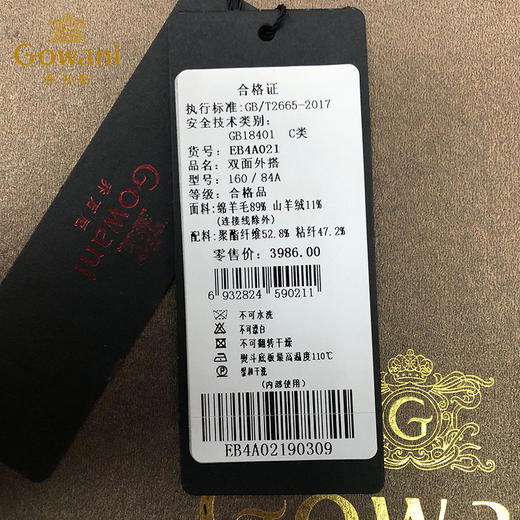 Gowani
乔万尼
合格证
执行标准:GB/T2665-2017
安全技术类别:
GB18401 C类
货号: EB4A021
品名: 双面外搭
型号: 160/84A
等级: 合格品
面料: 绵羊毛89% 山羊绒11%
(连接线除外)
配料: 聚酯纤维52.8% 粘纤47.2%
零售价: 3986.00
6 932824 590211
不可水洗
不可漂白
不可翻转干燥
熨斗底板最高温度110℃
常规干洗
(内部使用)
EB4A02190309
乔万尼
Gowani
G
GOWANI